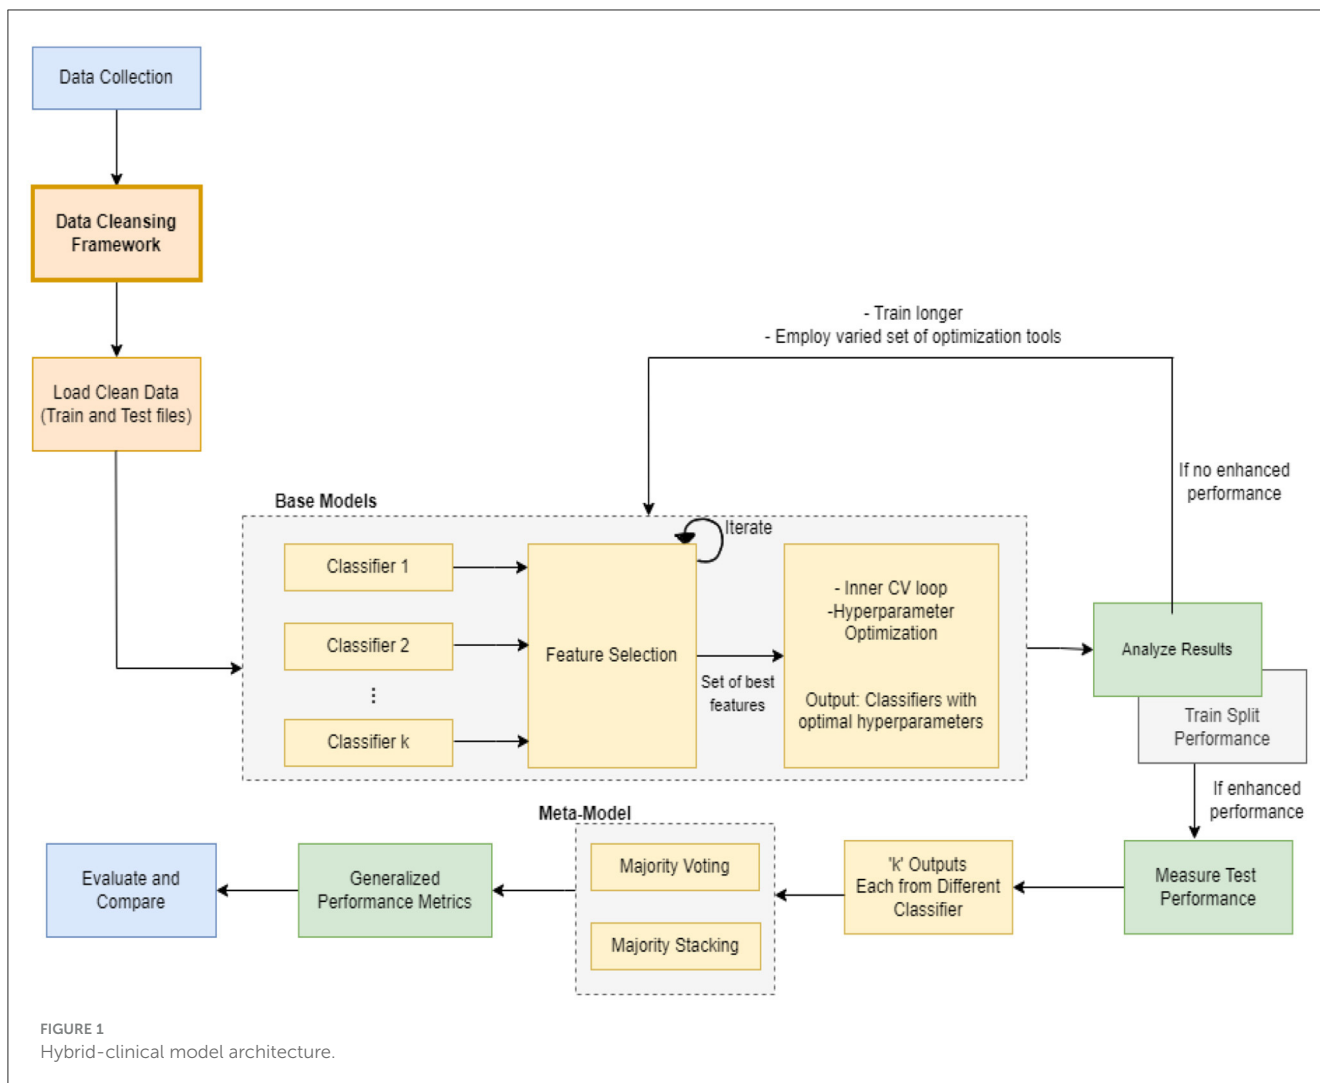 Data Collection
Data Cleansing
Framework
Load Clean Data
(Train and Test files)
- Train longer
- Employ varied set of optimization tools
If no enhanced
performance
Base Models
Iterate
Classifier 1
Classifier 2
⋮
Classifier k
Feature Selection
Set of best
features
- Inner CV loop
-Hyperparameter
Optimization
Output: Classifiers with
optimal hyperparameters
Analyze Results
Train Split
Performance
If enhanced
performance
Measure Test
Performance
'k' Outputs
Each from Different
Classifier
Meta-Model
Majority Voting
Majority Stacking
Generalized
Performance Metrics
Evaluate and
Compare
FIGURE 1
Hybrid-clinical model architecture.